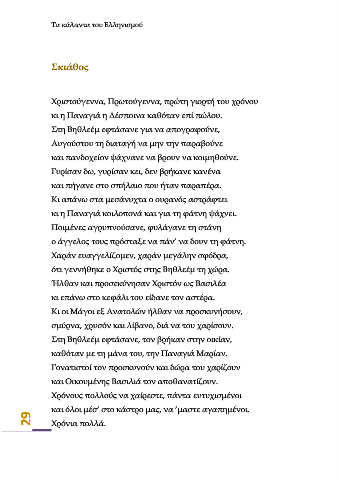 Τα κάλαντα του Ελληνισμού
Σκιάθος
Χριστούγεννα, Πρωτούγεννα, πρώτη γιορτή του χρόνου
κι η Παναγιά η Δέσποινα καθόταν επί πώλου.
Στη Βηθλεέμ εφτάσανε για να απογραφούνε,
Αυγούστου τη διαταγή να μην την παραβούνε
και πανδοχείον ψάχνανε να βρουν να κοιμηθούνε.
Γυρίσαν δω, γυρίσαν κει, δεν βρήκανε κανένα
και πήγανε στο σπήλαιο που ήταν παραπέρα.
Κι απάνω στα μεσάνυχτα ο ουρανός αστράφτει
κι η Παναγιά κοιλοπονά και για τη φάτνη ψάχνει.
Ποιμένες αγρυπνούσανε, φυλάγανε τη στάνη
ο άγγελος τους πρόσταξε να πάν’ να δουν τη φάτνη.
Χαράν ευαγγελίζομεν, χαράν μεγάλην σφόδρα,
ότι γεννήθηκε ο Χριστός στης Βηθλεέμ τη χώρα.
Ήλθαν και προσκύνησαν Χριστόν ως Βασιλέα
κι επάνω στο κεφάλι του είδανε τον αστέρα.
Κι οι Μάγοι εξ Ανατολών ήλθαν να προσκυνήσουν,
σμύρνα, χρυσόν και λίβανο, διά να του χαρίσουν.
Στη Βηθλεέμ εφτάσανε, τον βρήκαν στην οικίαν,
καθόταν με τη μάνα του, την Παναγιά Μαρίαν.
Γονατιστοί τον προσκυνούν και δώρα του χαρίζουν
και Οικουμένης Βασιλιά τον αποθανατίζουν.
Χρόνους πολλούς να χαίρεστε, πάντα ευτυχισμένοι
και όλοι μέσ’ στο κάστρο μας, να ’μαστε αγαπημένοι.
Χρόνια πολλά.
29